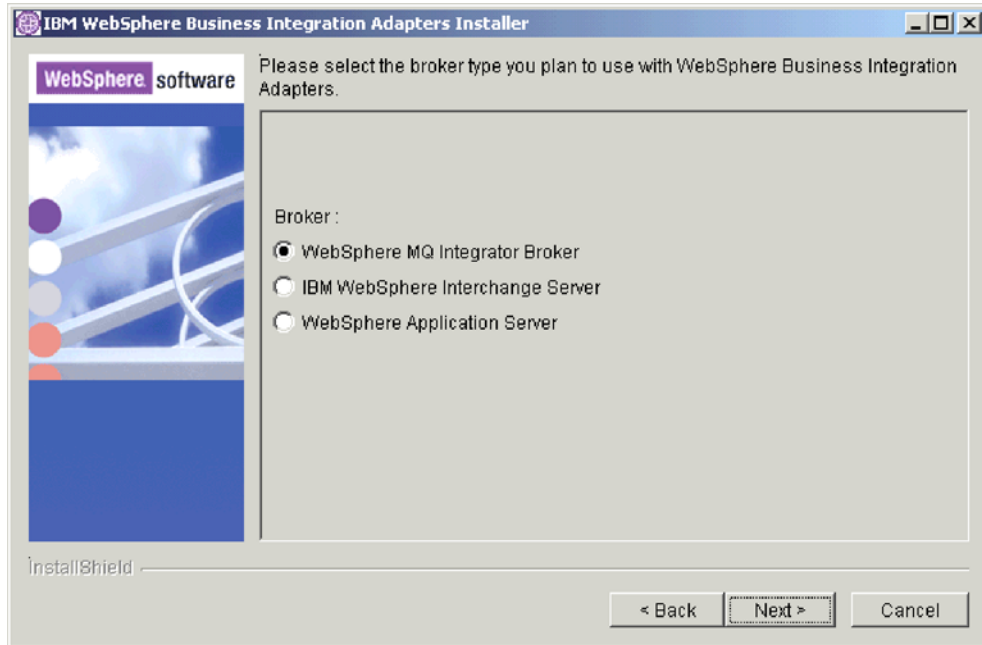 IBM WebSphere Business Integration Adapters Installer
WebSphere software
Please select the broker type you plan to use with WebSphere Business Integration
Adapters.
Broker :
WebSphere MQ Integrator Broker
IBM WebSphere Interchange Server
WebSphere Application Server
InstallShield
< Back
Next >
Cancel